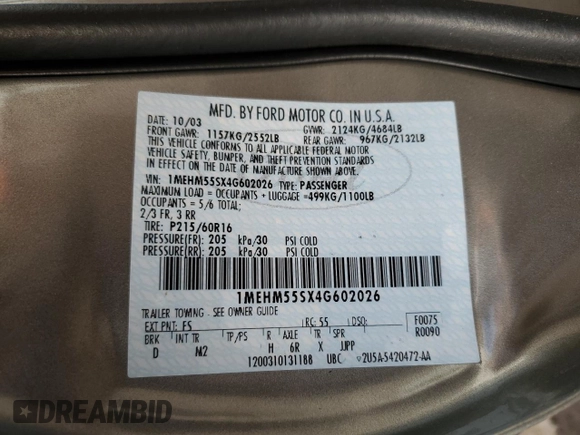 MFD. BY FORD MOTOR CO. IN U.S.A.
DATE: 10/03 GVWR: 2124KG/4684LB
FRONT GAWR: 1157KG/2552LB REAR GAWR: 967KG/2132LB
THIS VEHICLE CONFORMS TO ALL APPLICABLE FEDERAL MOTOR
VEHICLE SAFETY, BUMPER, AND THEFT PREVENTION STANDARDS
IN EFFECT ON THE DATE OF MANUFACTURE SHOWN ABOVE.
VIN: 1MEHM55SX4G602026 TYPE: PASSENGER
MAXIMUM LOAD = OCCUPANTS + LUGGAGE =499KG/1100LB
OCCUPANTS = 5/6 TOTAL:
2/3 FR, 3 RR
TIRE: P215/60R16
PRESSURE(FR): 205 kPa/30 PSI COLD
PRESSURE(RR): 205 kPa/30 PSI COLD
1MEHM55SX4G602026
TRAILER TOWING - SEE OWNER GUIDE
EXT PNT: FS RC: 55 DSO: F0075
BRK INT TR TP/PS R AXLE TR SPR R0090
D M2 H 6R X JJPP
1200310131188 UBC 2U5A-5420472-AA
DREAMBID